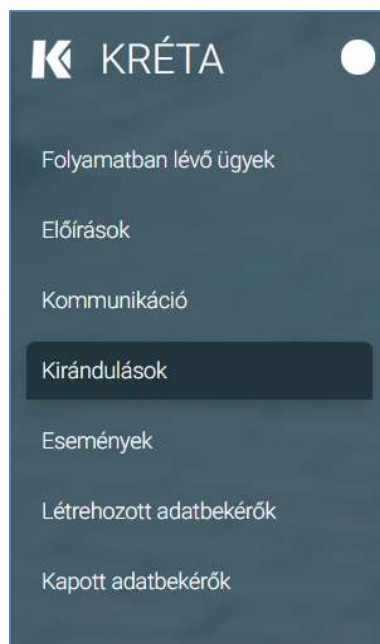 KRÉTA
Folyamatban lévő ügyek
Előírások
Kommunikáció
Kirándulások
Események
Létrehozott adatbekérők
Kapott adatbekérők